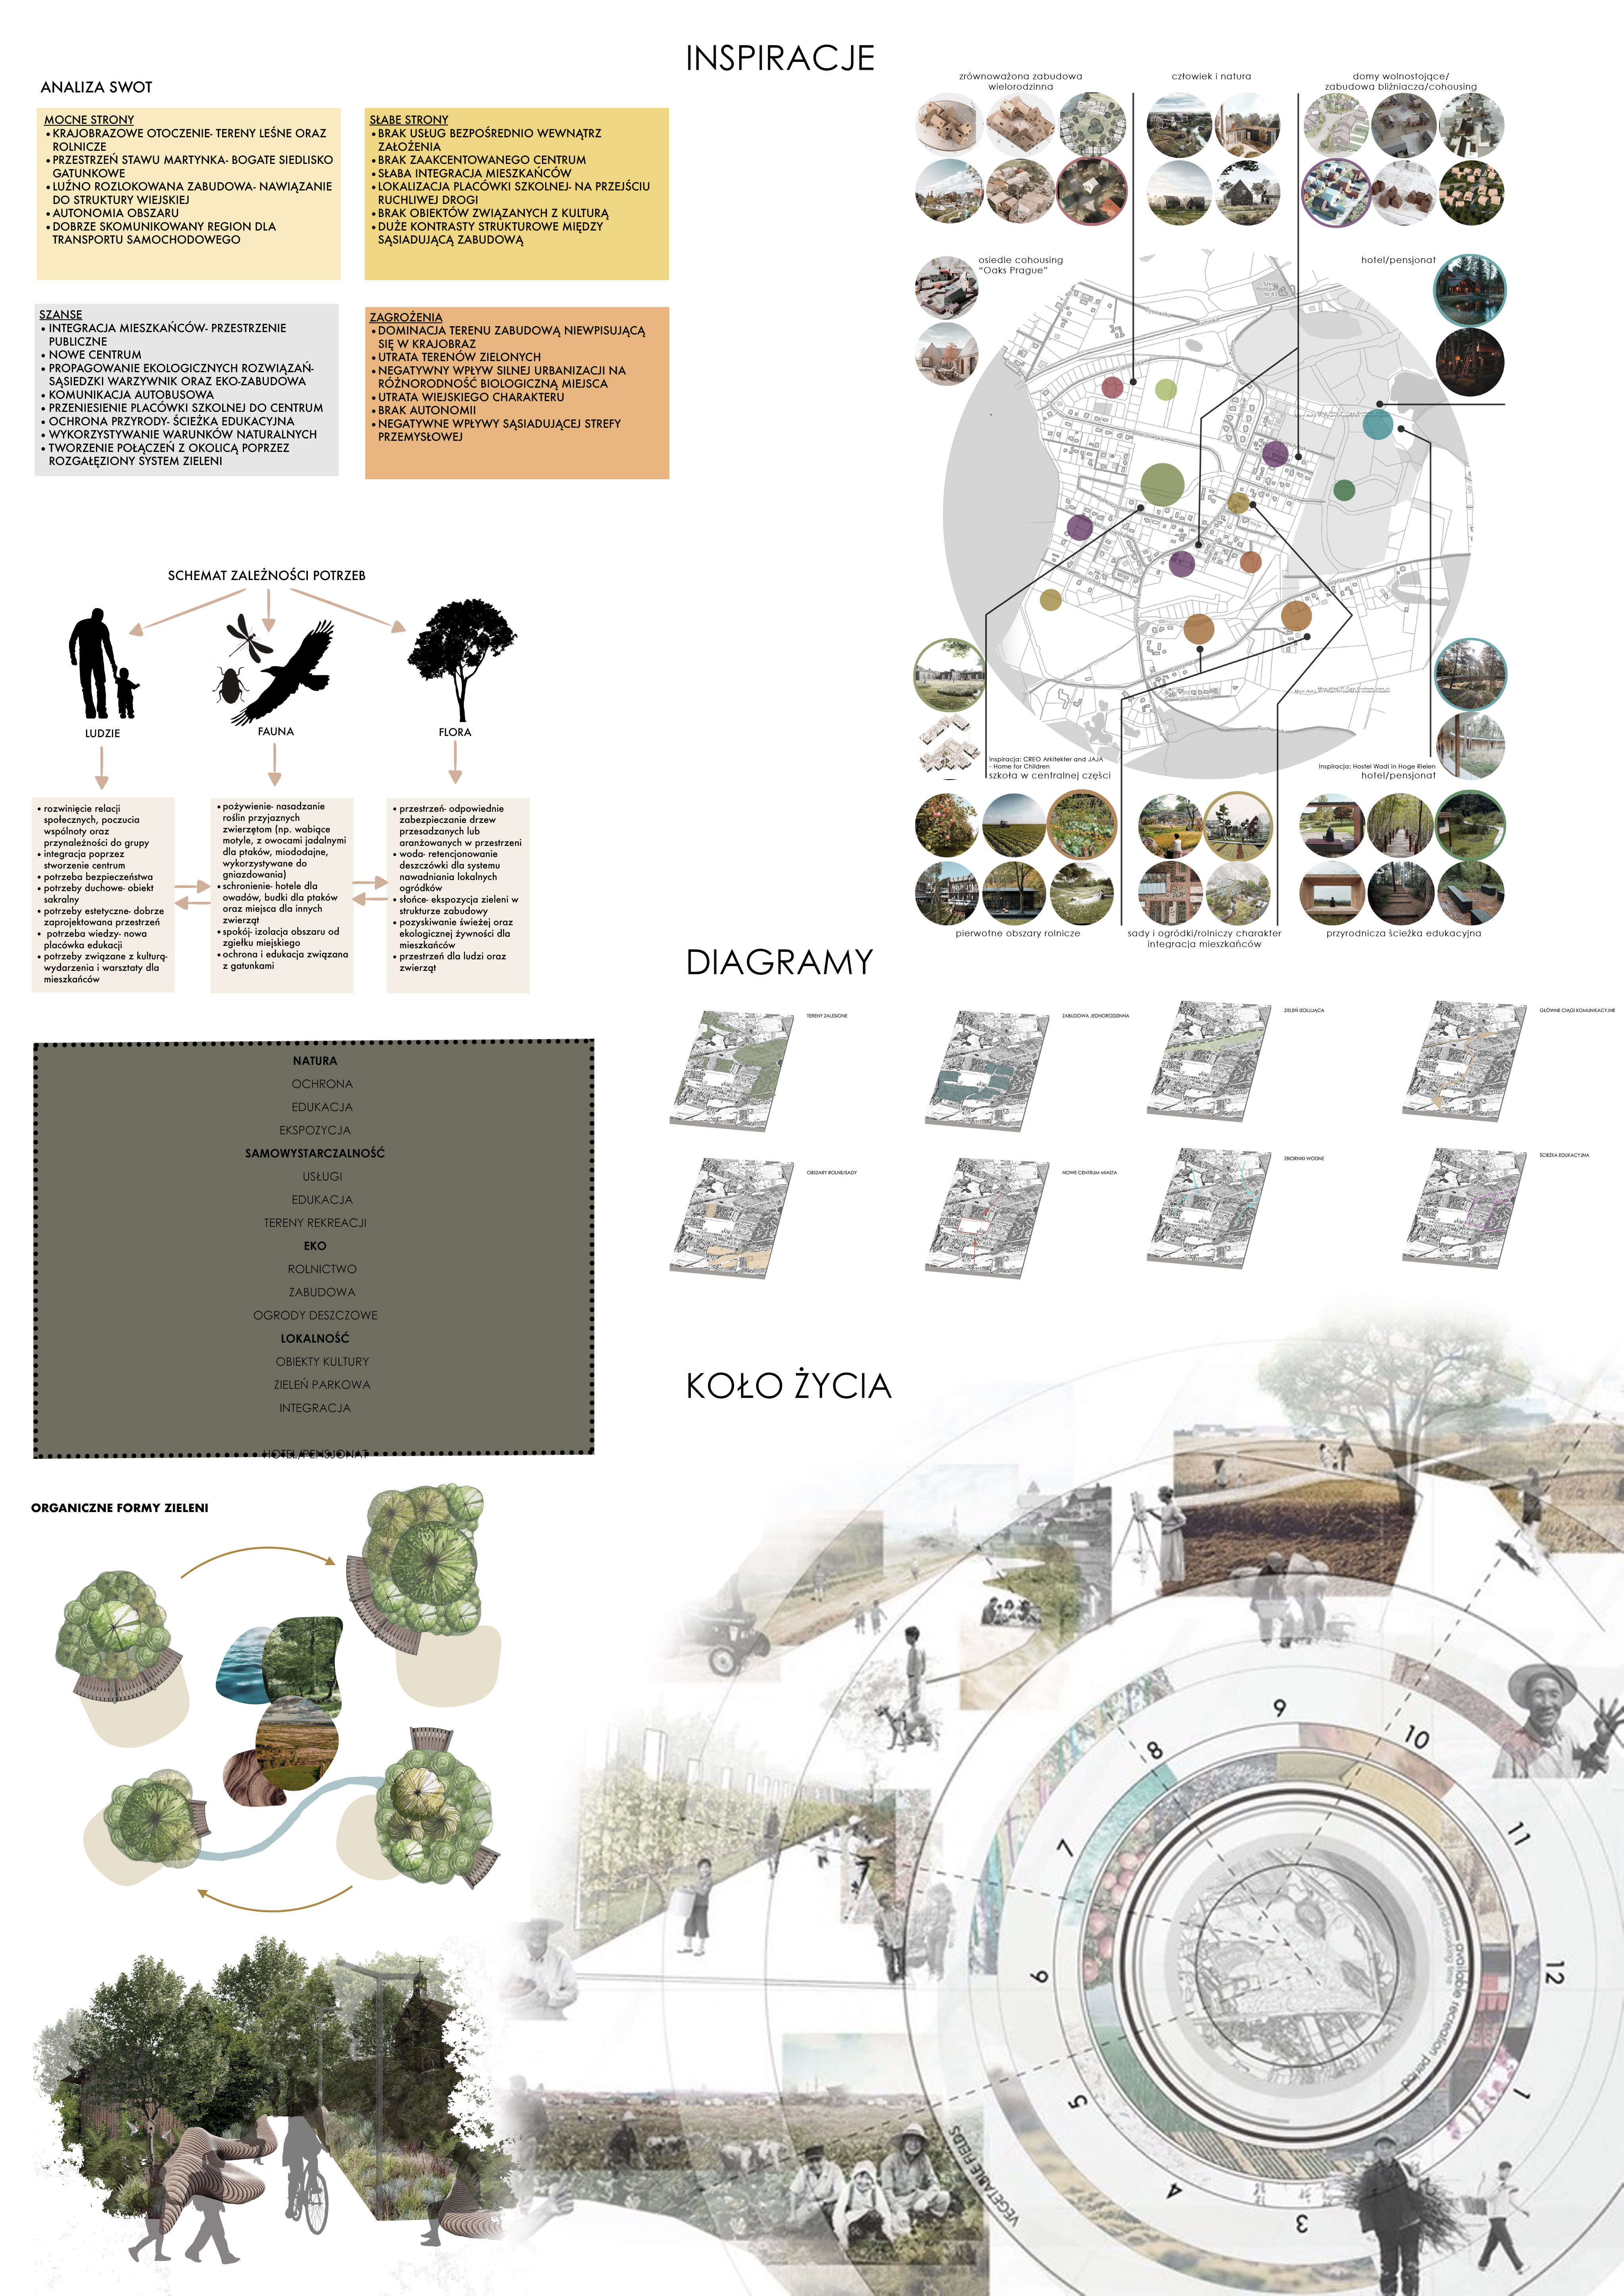 INSPIRACJE
ANALIZA SWOT
MOCNE STRONY
• KRAJOBRAZOWE OTOCZENIE- TERENY LEŚNE ORAZ
ROLNICZE
• PRZESTRZEŃ STAWU MARTYNKA- BOGATE SIEDLISKO
GATUNKOWE
• LUŹNO ROZLOKOWANA ZABUDOWA- NAWIĄZANIE
DO STRUKTURY WIEJSKIEJ
• AUTONOMIA OBSZARU
• DOBRZE SKOMUNIKOWANY REGION DLA
TRANSPORTU SAMOCHODOWEGO
SŁABE STRONY
• BRAK USŁUG BEZPOŚREDNIO WEWNĄTRZ
ZAŁOŻENIA
• BRAK ZAAKCENTOWANEGO CENTRUM
• SŁABA INTEGRACJA MIESZKAŃCÓW
• LOKALIZACJA PLACÓWKI SZKOLNEJ- NA PRZEJŚCIU
RUCHLIWEJ DROGI
• BRAK OBIEKTÓW ZWIĄZANYCH Z KULTURĄ
• DUŻE KONTRASTY STRUKTUROWE MIĘDZY
SĄSIADUJĄCĄ ZABUDOWĄ
SZANSE
• INTEGRACJA MIESZKAŃCÓW- PRZESTRZENIE
PUBLICZNE
• NOWE CENTRUM
• PROPAGOWANIE EKOLOGICZNYCH ROZWIĄZAŃ-
SĄSIEDZKI WARZYWNIK ORAZ EKO-ZABUDOWA
• KOMUNIKACJA AUTOBUSOWA
• PRZENIESIENIE PLACÓWKI SZKOLNEJ DO CENTRUM
• OCHRONA PRZYRODY- ŚCIEŻKA EDUKACYJNA
• WYKORZYSTYWANIE WARUNKÓW NATURALNYCH
• TWORZENIE POŁĄCZEŃ Z OKOLICĄ POPRZEZ
ROZGAŁĘZIONY SYSTEM ZIELENI
ZAGROŻENIA
• DOMINACJA TERENU ZABUDOWĄ NIEWPISUJĄCĄ
SIĘ W KRAJOBRAZ
• UTRATA TERENÓW ZIELONYCH
• NEGATYWNY WPŁYW SILNEJ URBANIZACJI NA
RÓŻNORODNOŚĆ BIOLOGICZNĄ MIEJSCA
• UTRATA WIEJSKIEGO CHARAKTERU
• BRAK AUTONOMII
• NEGATYWNE WPŁYWY SĄSIADUJĄCEJ STREFY
PRZEMYSŁOWEJ
SCHEMAT ZALEŻNOŚCI POTRZEB
LUDZIE
FAUNA
FLORA
• rozwinięcie relacji
społecznych, poczucia
wspólnoty oraz
przynależności do grupy
• integracja poprzez
stworzenie centrum
• potrzeba bezpieczeństwa
• potrzeby duchowe- obiekt
sakralny
• potrzeby estetyczne- dobrze
zaprojektowana przestrzeń
• potrzeba wiedzy- nowa
placówka edukacji
• potrzeby związane z kulturą-
wydarzenia i warsztaty dla
mieszkańców
• pożywienie- nasadzanie
roślin przyjaznych
zwierzętom (np. wabiące
motyle, z owocami jadalnymi
dla ptaków, miododajne,
wykorzystywane do
gniazdowania)
• schronienie- hotele dla
owadów, budki dla ptaków
oraz miejsca dla innych
zwierząt
• spokój- izolacja obszaru od
zgiełku miejskiego
• ochrona i edukacja związana
z gatunkami
• przestrzeń- odpowiednie
zabezpieczanie drzew
przesadzanych lub
aranżowanych w przestrzeni
• woda- retencjonowanie
deszczówki dla systemu
nawadniania lokalnych
ogródków
• słońce- ekspozycja zieleni w
strukturze zabudowy
• pozyskiwanie świeżej oraz
ekologicznej żywności dla
mieszkańców
• przestrzeń dla ludzi oraz
zwierząt
NATURA
OCHRONA
EDUKACJA
EKSPOZYCJA
SAMOWYSTARCZALNOŚĆ
USŁUGI
EDUKACJA
TERENY REKREACJI
EKO
ROLNICTWO
ZABUDOWA
OGRODY DESZCZOWE
LOKALNOŚĆ
OBIEKTY KULTURY
ZIELEŃ PARKOWA
INTEGRACJA
HOTEL/PENSJONAT
ORGANICZNE FORMY ZIELENI
zrównoważona zabudowa
wielorodzinna
człowiek i natura
domy wolnostojące/
zabudowa bliźniacza/cohousing
osiedle cohousing
"Oaks Prague"
hotel/pensjonat
Inspiracja: CREO Arkitekter and JAJA
- Home for Children
szkoła w centralnej części
Inspiracja: Hostel Wadi in Hoge Rielen
hotel/pensjonat
pierwotne obszary rolnicze
sady i ogródki/rolniczy charakter
integracja mieszkańców
przyrodnicza ścieżka edukacyjna
DIAGRAMY
TERENY ZALESIONE
ZABUDOWA JEDNORODZINNA
ZIELEŃ IZOLUJĄCA
GŁÓWNE CIĄGI KOMUNIKACYJNE
OBSZARY ROLNE/SADY
NOWE CENTRUM MIASTA
ZBIORNIKI WODNE
ŚCIEŻKA EDUKACYJNA
KOŁO ŻYCIA
9
10
8
11
7
12
6
1
5
4
3
available recreation period
VEGETABLE FIELDS